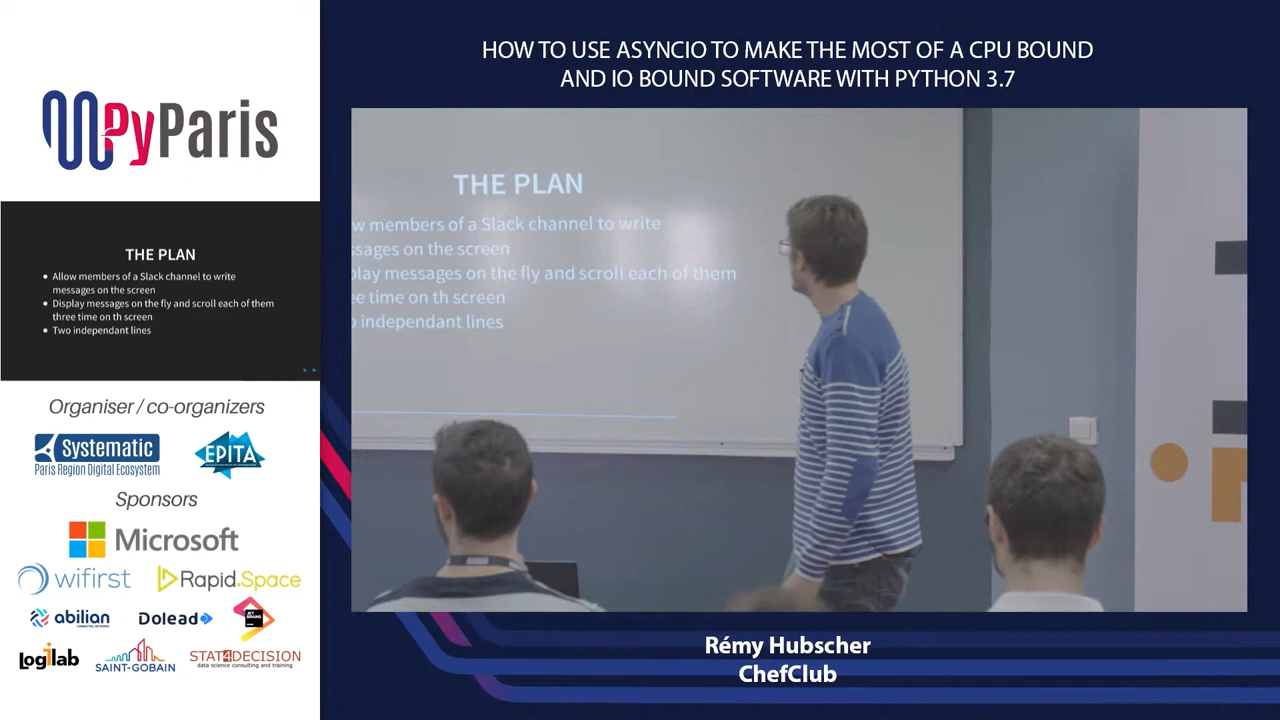 HOW TO USE ASYNCIO TO MAKE THE MOST OF A CPU BOUND
AND IO BOUND SOFTWARE WITH PYTHON 3.7
PyParis
THE PLAN
Allow members of a Slack channel to write
messages on the screen
Display messages on the fly and scroll each of them
three time on th screen
Two independant lines
THE PLAN
w members of a Slack channel to write
ssages on the screen
play messages on the fly and scroll each of them
ee time on th screen
o independant lines
Organiser / co-organizers
Systematic
Paris Region Digital Ecosystem
EPITA
Sponsors
Microsoft
wifirst
Rapid.Space
abilian
Dolead
JET
BRAINS
Logilab
SAINT-GOBAIN
STAT4DECISION
data science consulting and training
Rémy Hubscher
ChefClub